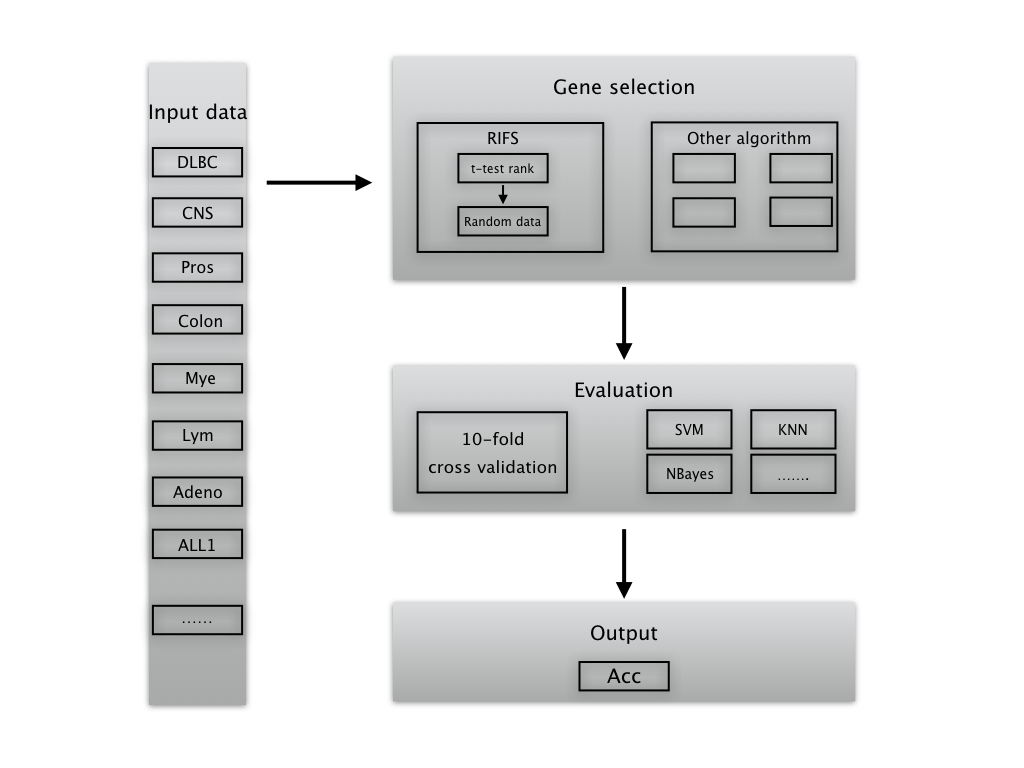 Input data
DLBC
CNS
Pros
Colon
Mye
Lym
Adeno
ALL1
......
Gene selection
RIFS
t-test rank
Random data
Other algorithm
Evaluation
10-fold
cross validation
SVM
KNN
NBayes
.......
Output
Acc